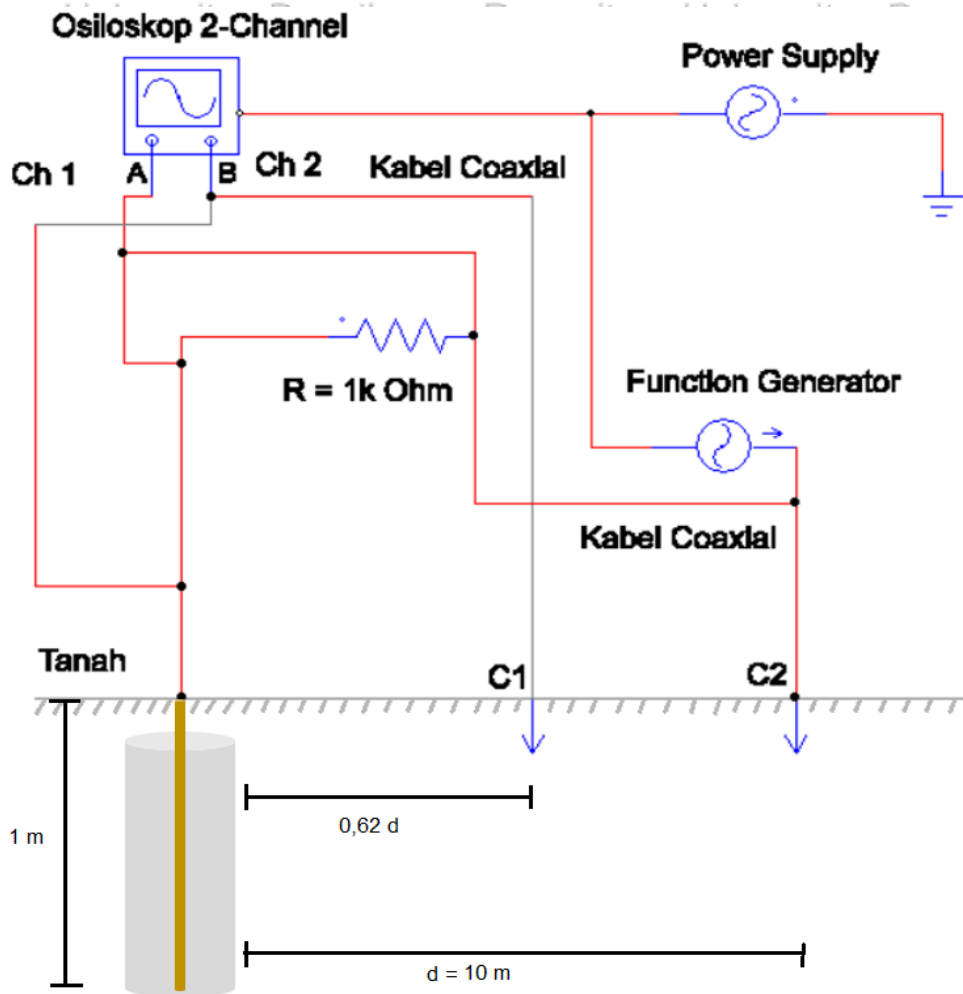 Osiloskop 2-Channel
Power Supply
Ch 1
A
B
Ch 2
Kabel Coaxial
R = 1k Ohm
Function Generator
Kabel Coaxial
Tanah
C1
C2
0,62 d
1 m
d = 10 m